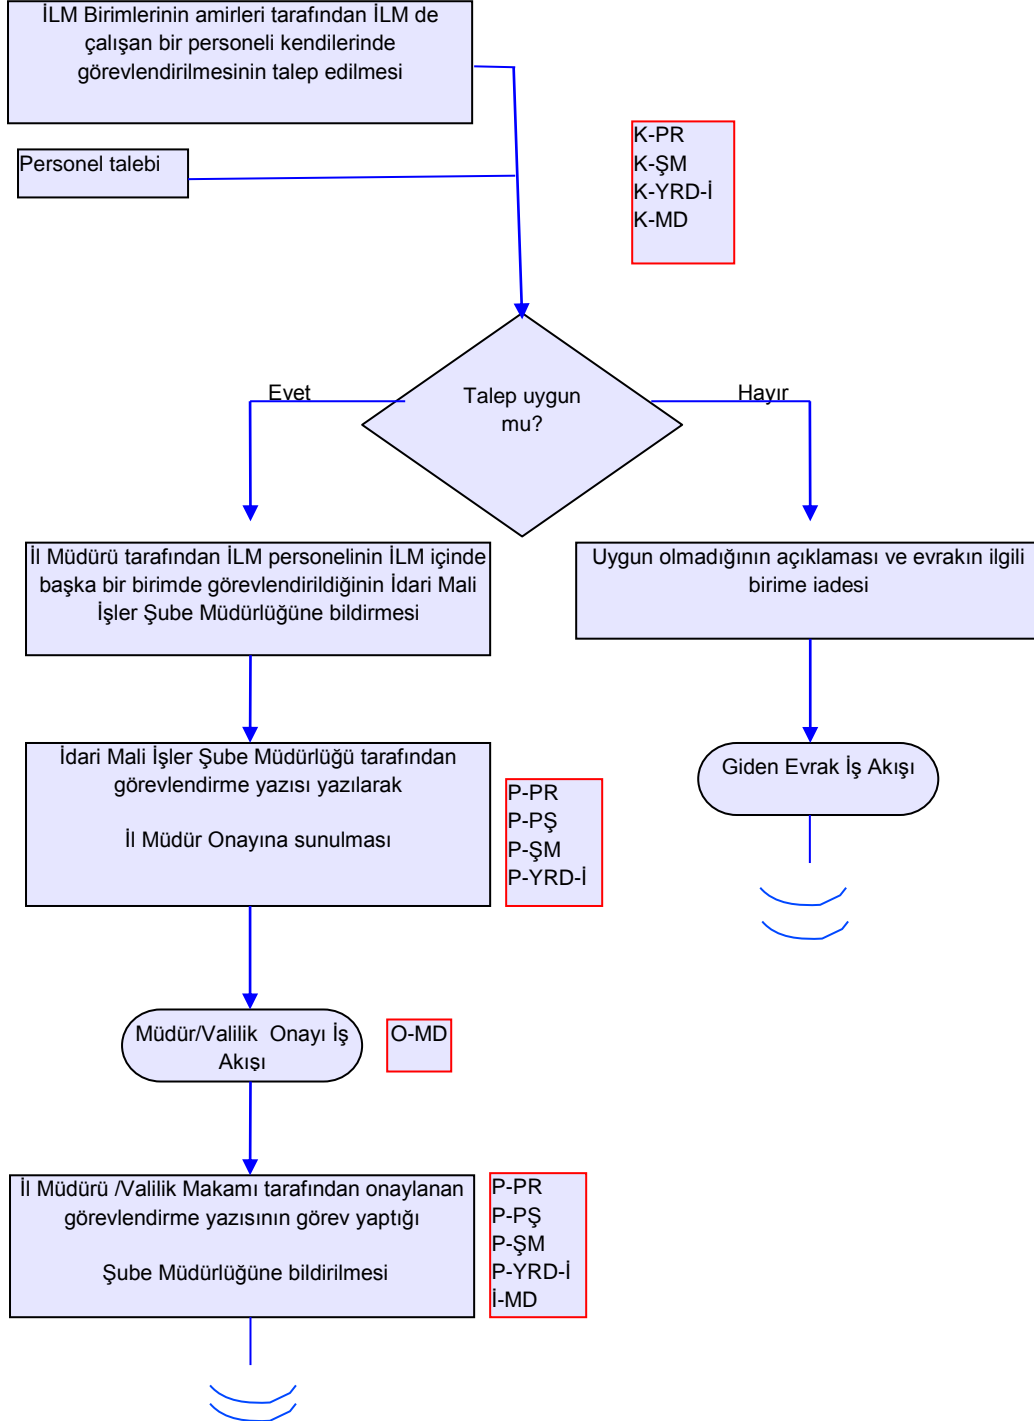 İLM Birimlerinin amirleri tarafından İLM de
çalışan bir personeli kendilerinde
görevlendirilmesinin talep edilmesi
Personel talebi
K-PR
K-ŞM
K-YRD-İ
K-MD
Evet
Talep uygun
mu?
Hayır
İl Müdürü tarafından İLM personelinin İLM içinde
başka bir birimde görevlendirildiğinin İdari Mali
İşler Şube Müdürlüğüne bildirmesi
Uygun olmadığının açıklaması ve evrakın ilgili
birime iadesi
İdari Mali İşler Şube Müdürlüğü tarafından
görevlendirme yazısı yazılarak
İl Müdür Onayına sunulması
P-PR
P-PŞ
P-ŞM
P-YRD-İ
Giden Evrak İş Akışı
Müdür/Valilik  Onayı İş
Akışı
O-MD
İl Müdürü /Valilik Makamı tarafından onaylanan
görevlendirme yazısının görev yaptığı
Şube Müdürlüğüne bildirilmesi
P-PR
P-PŞ
P-ŞM
P-YRD-İ
İ-MD